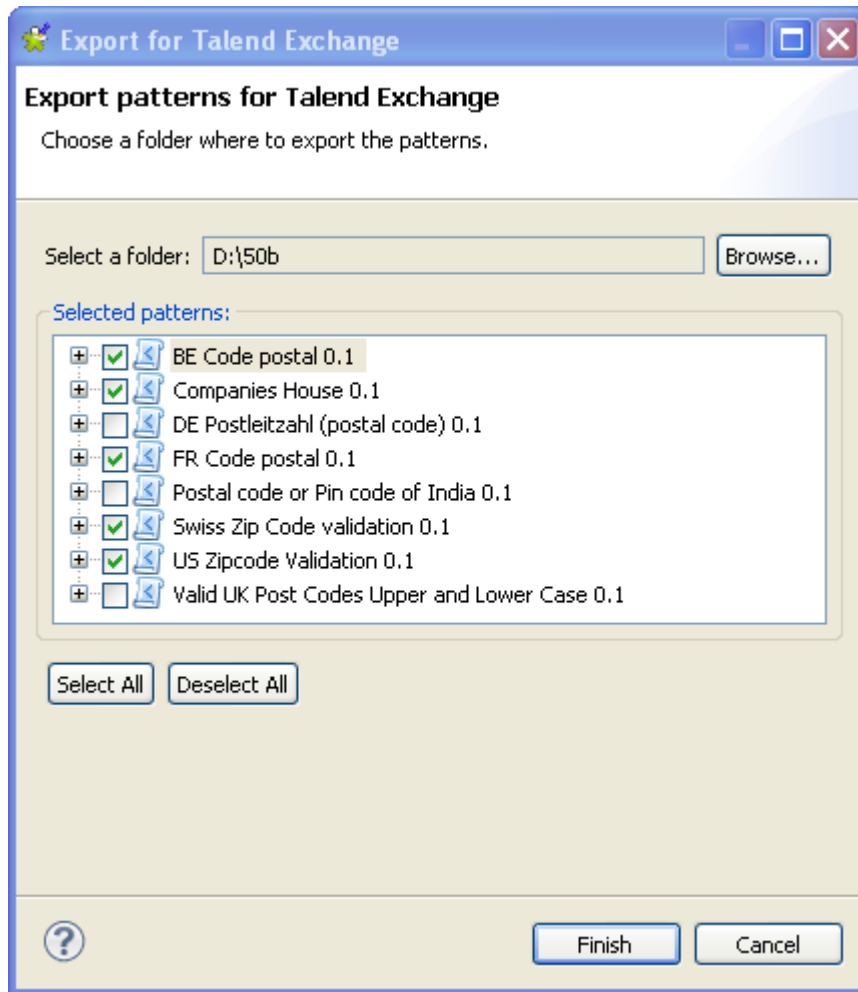 Export for Talend Exchange
Export patterns for Talend Exchange
Choose a folder where to export the patterns.
Select a folder: D:\50b Browse...
Selected patterns:
BE Code postal 0.1
Companies House 0.1
DE Postleitzahl (postal code) 0.1
FR Code postal 0.1
Postal code or Pin code of India 0.1
Swiss Zip Code validation 0.1
US Zipcode Validation 0.1
Valid UK Post Codes Upper and Lower Case 0.1
Select All Deselect All
Finish Cancel